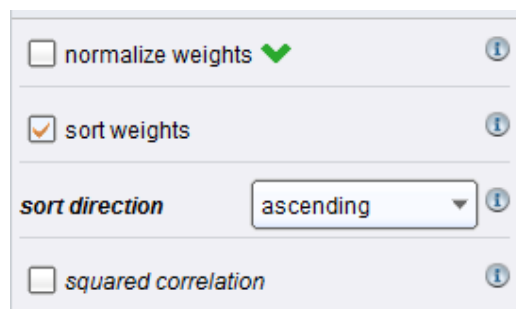 normalize weights
sort weights
sort direction ascending
squared correlation